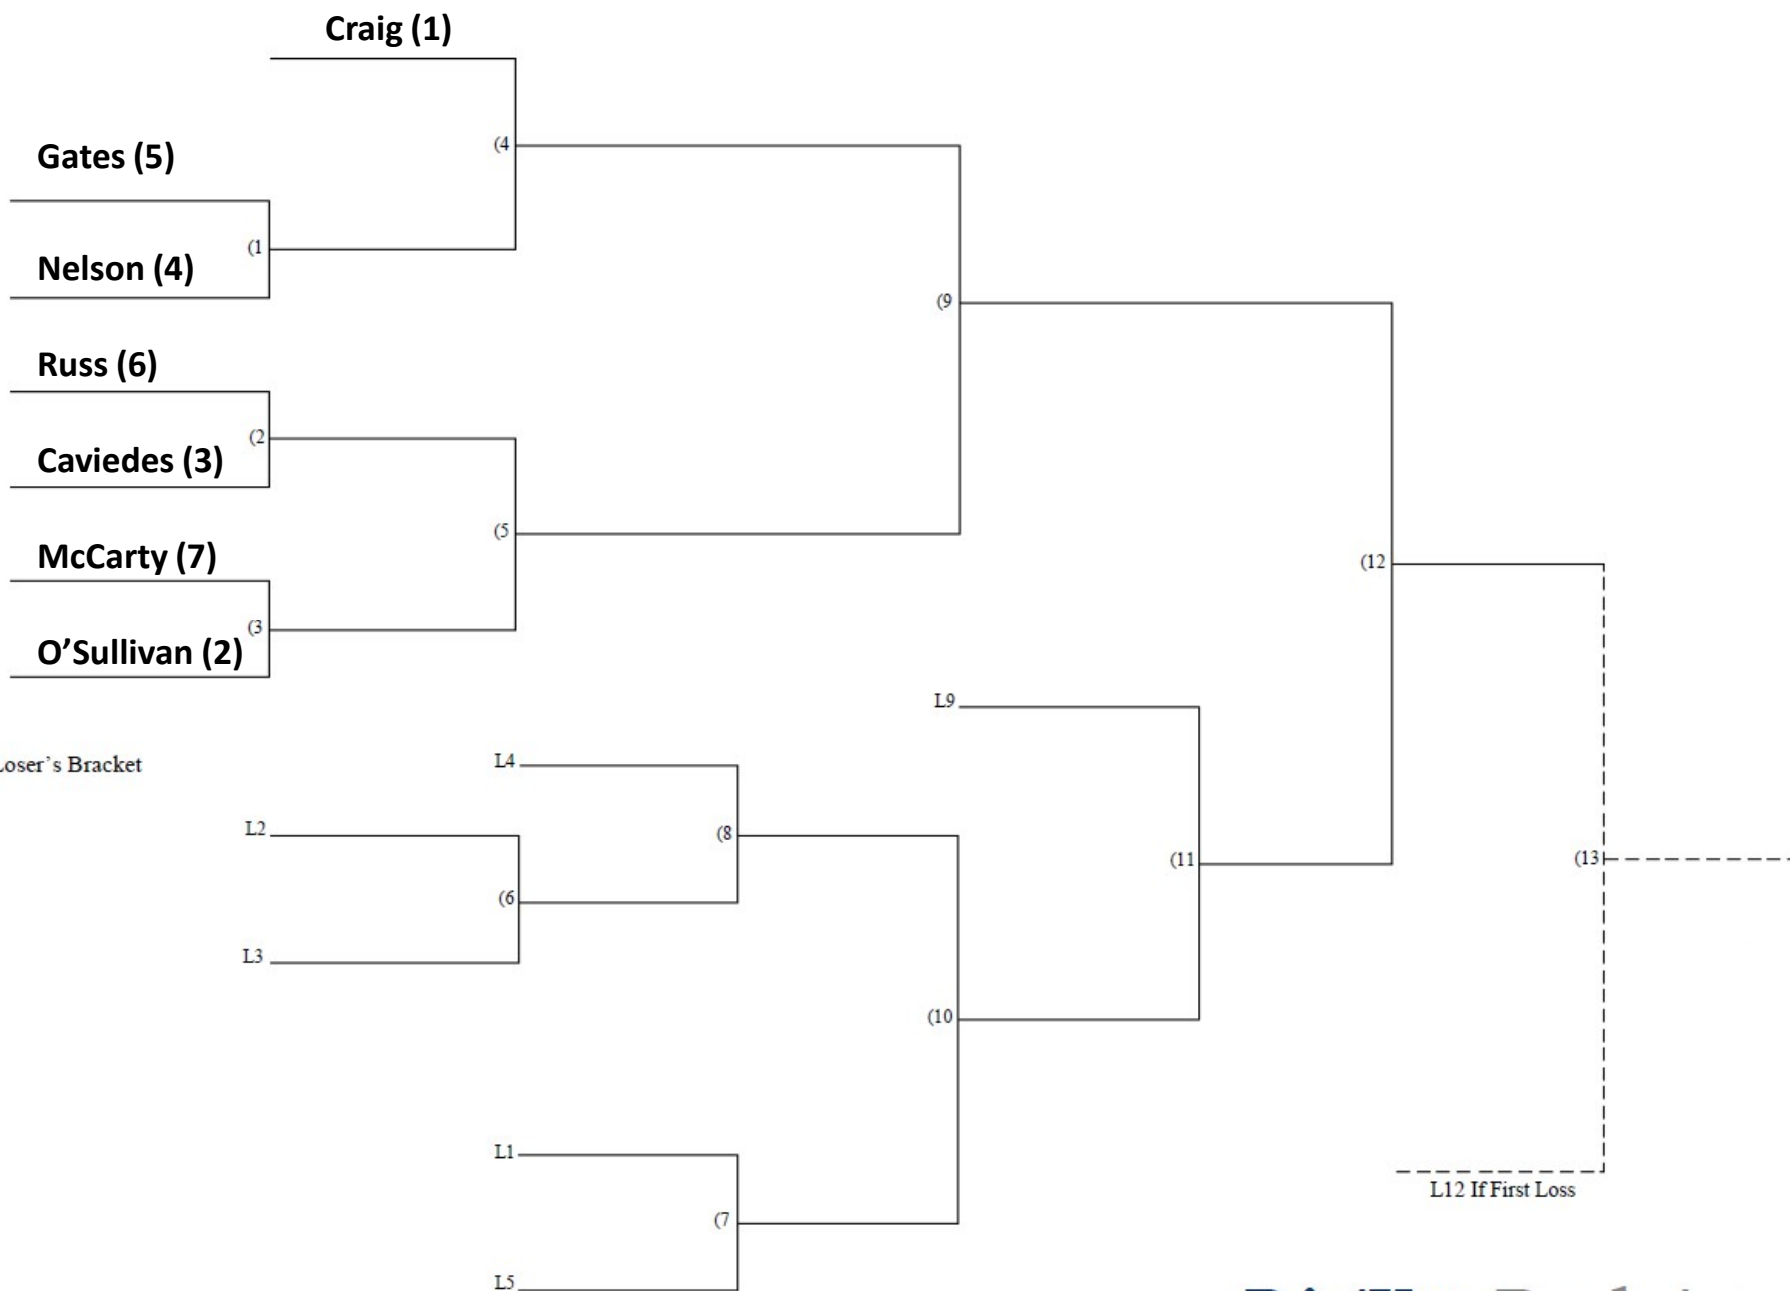 Craig (1)
(4
Gates (5)
(1
Nelson (4)
(9
Russ (6)
(2
Caviedes (3)
(5
McCarty (7)
(12
(3
O’Sullivan (2)
L9
Loser’s Bracket
L4
L2
(8
(11
(13
(6
L3
(10
L1
L12 If First Loss
(7
L5